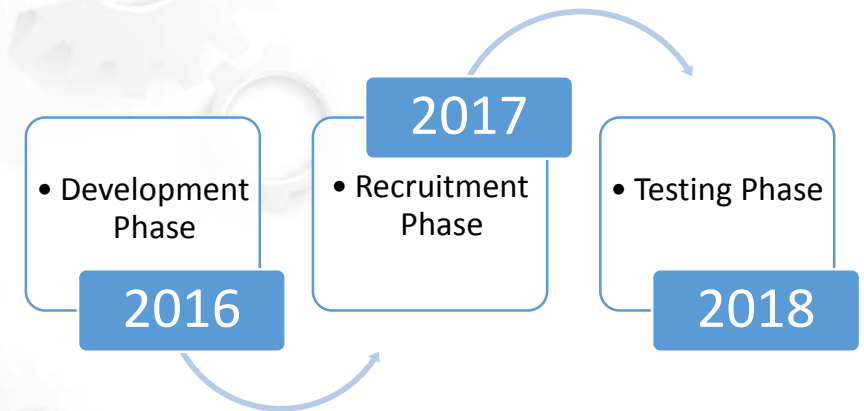 • Development
Phase
2016
2017
• Recruitment
Phase
• Testing Phase
2018